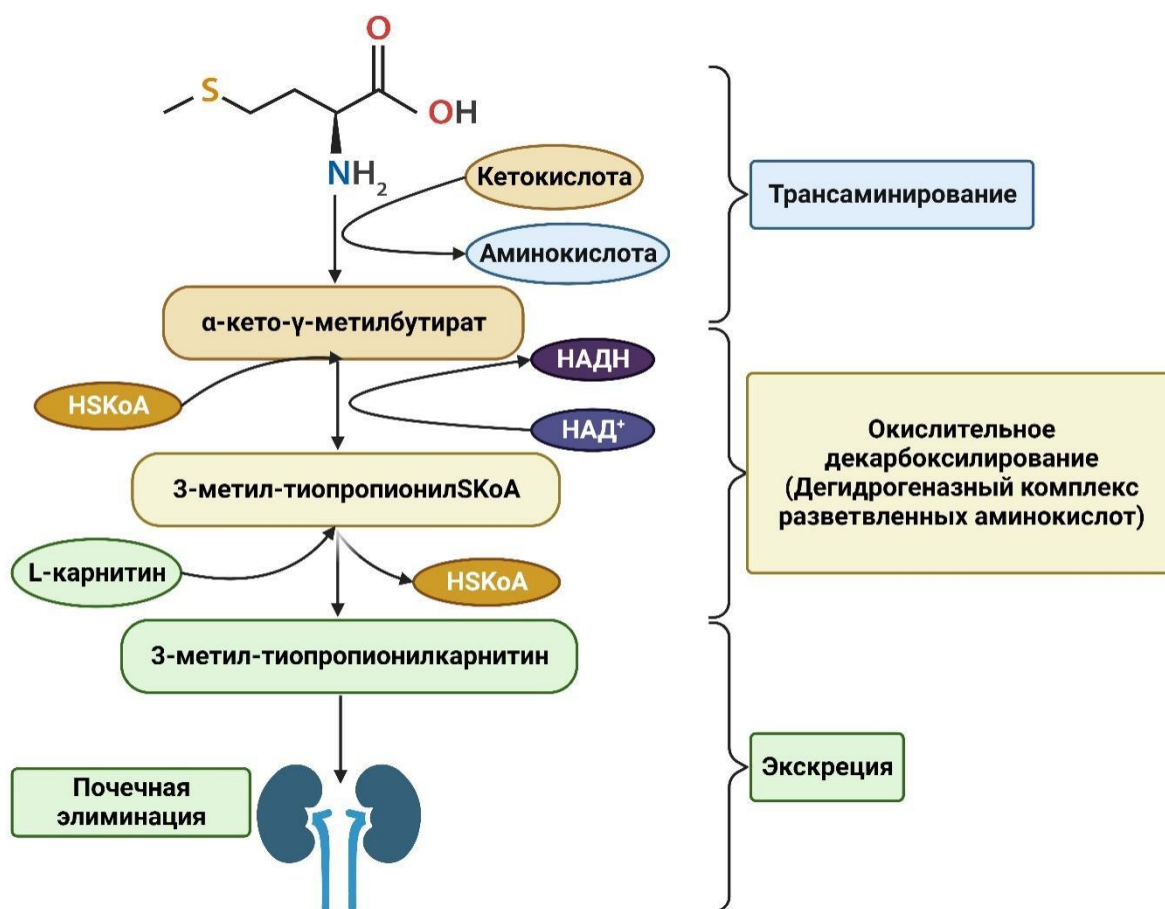 O
S
OH
NH₂
Кетокислота
Аминокислота
Трансаминирование
α-кето-γ-метилбутират
HSKoA
НАДН
НАД⁺
3-метил-тиопропионилSKoA
Окислительное
декарбоксилирование
(Дегидрогеназный комплекс
разветвленных аминокислот)
L-карнитин
HSKoA
3-метил-тиопропионилкарнитин
Почечная
элиминация
Экскреция